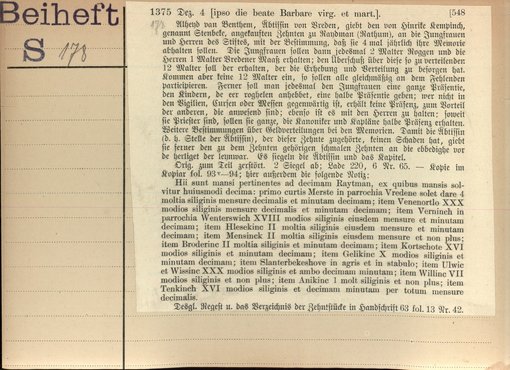 Beiheft
S 178
1375 Dez. 4 [ipso die beate Barbare virg. et mart.]. [548
Alheyd van Benthem, Äbtissin van Vreden, giebt den von Hinrike Kempinch,
genannt Stenbeke, angekauften Zehnten zu Raydman (Rathum), an die Jungfrauen
und Herren des Stiftes, mit der Bestimmung, daß sie 4 mal jährlich ihre Memorie
abhalten sollen. Die Jungfrauen sollen dann jedesmal 2 Malter Roggen und die
Herren 1 Malter Vredener Maaß erhalten; den Überschuß über diese so zu verteilenden
12 Malter soll der erhalten, der die Erhebung und Verteilung zu besorgen hat.
Kommen aber keine 12 Malter ein, so sollen alle gleichmäßig an dem Fehlenden
participieren. Ferner soll man jedesmal den Jungfrauen eine ganze Präsentie,
den Kindern, de eer roghelen anhebbet, eine halbe Präsentie geben; wer nicht in
den Vigilien, Cursen oder Messen gegenwärtig ist, erhält keine Präsenz, zum Vorteil
der anderen, die anwesend sind; ebenso ist es mit den Herren zu halten; soweit
sie Priester sind, sollen sie ganze, die Kanoniker und Kapläne halbe Präsenz erhalten.
Weitere Bestimmungen über Geldverteilungen bei den Memorien. Damit die Äbtissin
(d. h. Stelle der Äbtissin), der dieser Zehnte zugehörte, keinen Schaden hat, giebt
sie ferner den zu dem Zehnten gehörigen schmalen Zehnten an die ebbedighe vor
de heritget der leynwar. Es siegeln die Äbtissin und das Kapitel.
Orig. zum Teil zerstört. 2 Siegel ab; Lade 220, 6 Nr. 65. — Kopie im
Kopiar fol. 93v—94; hier außerdem die folgende Notiz:
Hii sunt mansi pertinentes ad decimam Raytman, ex quibus mansis sol-
vitur huiusmodi decima: primo curtis Merste in parrochia Vredene solet dare 4
moltia siliginis mensure decimalis et minutam decimam; item Venenortlo XXX
modios siliginis mensure decimalis et minutam decimam; item Verninch in
parrochia Wenterswich XVIII modios siliginis eiusdem mensure et minutam
decimam; item Hlesekinc II moltia siliginis eiusdem mensure et minutam
decimam; item Mensinck II moltia siliginis eiusdem mensure et non plus;
item Broderinc II moltia siliginis et minutam decimam; item Kortschote XVI
modios siliginis et minutam decimam; item Gelikinc X modios siliginis et
minutam decimam; item Slanterbekeshove in agris et in stabulo; item Ulwic
et Wissinc XXX modios siliginis et ambo decimam minutam; item Willinc VII
modios siliginis et non plus; item Anikinc 1 molt siliginis et non plus; item
Tenkinch XVI modios siliginis et decimam minutam per totum mensure
decimalis.
Desgl. Regest u. das Verzeichnis der Zehntstücke in Handschrift 63 fol. 13 Nr. 42.